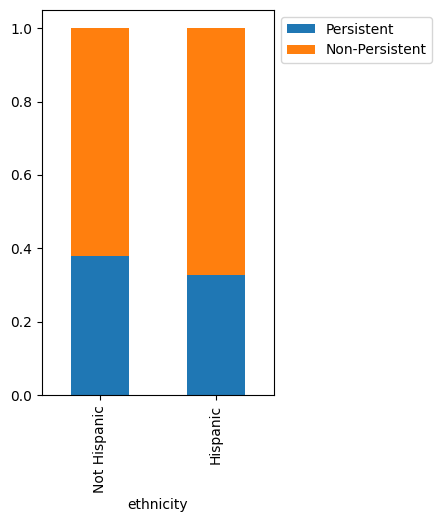 1.0
0.8
0.6
0.4
0.2
0.0
Not Hispanic
Hispanic
ethnicity
Persistent
Non-Persistent